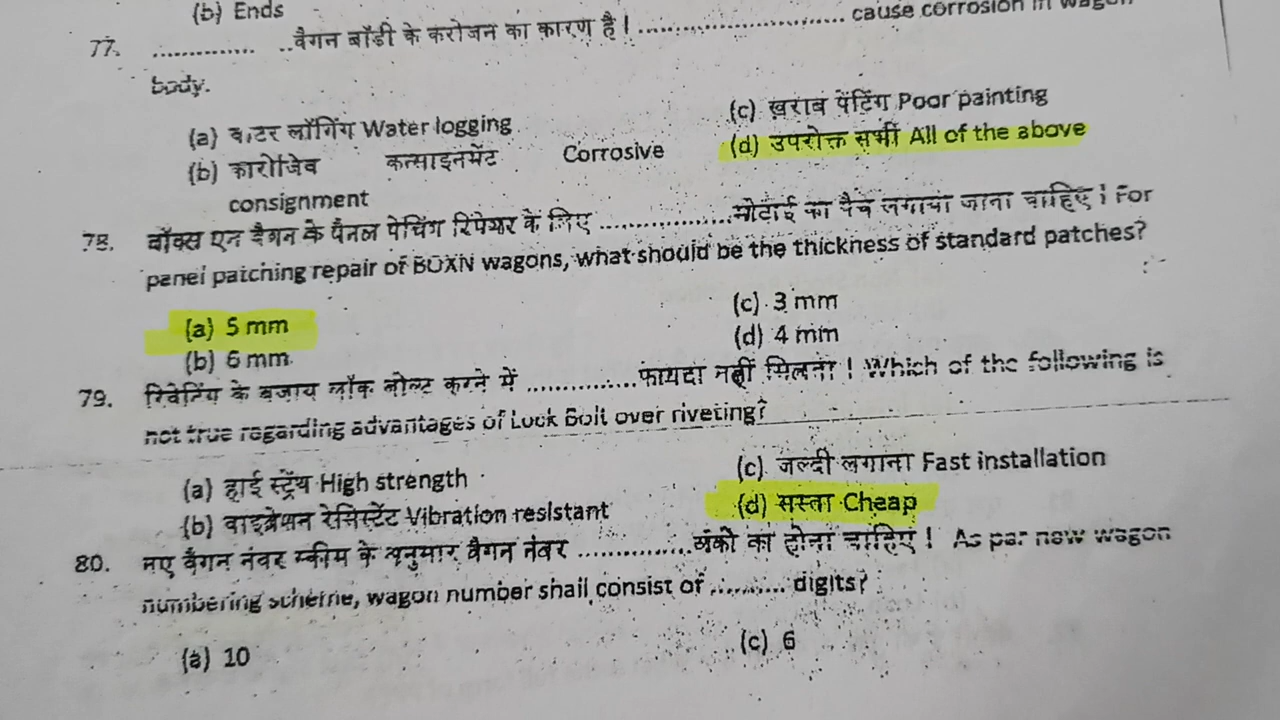 (b) Ends
77. ............... ..वैगन बॉडी के करोजन का कारण है ! .............................. cause corrosion in wagon
body.
(a) वाटर लॉगिंग Water logging
(c) ख़राब पेंटिंग Poor painting
(b) कारोजिव कन्साइनमेंट Corrosive
(d) उपरोक्त सभी All of the above
consignment
78. बॉक्स एन वैगन के पैनल पेचिंग रिपेयर के लिए ...................मोटाई का पैच लगाया जाना चाहिए ! For
panel patching repair of BOXN wagons, what should be the thickness of standard patches?
(a) 5 mm
(c) 3 mm
(b) 6 mm
(d) 4 mm
79. रिवेटिंग के बजाय लॉक बोल्ट करने में ...............फायदा नहीं मिलता ! Which of the following is
not true regarding advantages of Lock Bolt over riveting?
(a) हाई स्ट्रेंथ High strength
(c) जल्दी लगाना Fast installation
(b) वाइब्रेशन रेसिस्टेंट Vibration resistant
(d) सस्ता Cheap
80. नए वैगन नंबर स्कीम के अनुसार वैगन नंबर ...............अंको का होना चाहिए ! As par new wagon
numbering scheme, wagon number shall consist of .......... digits?
(a) 10
(c) 6